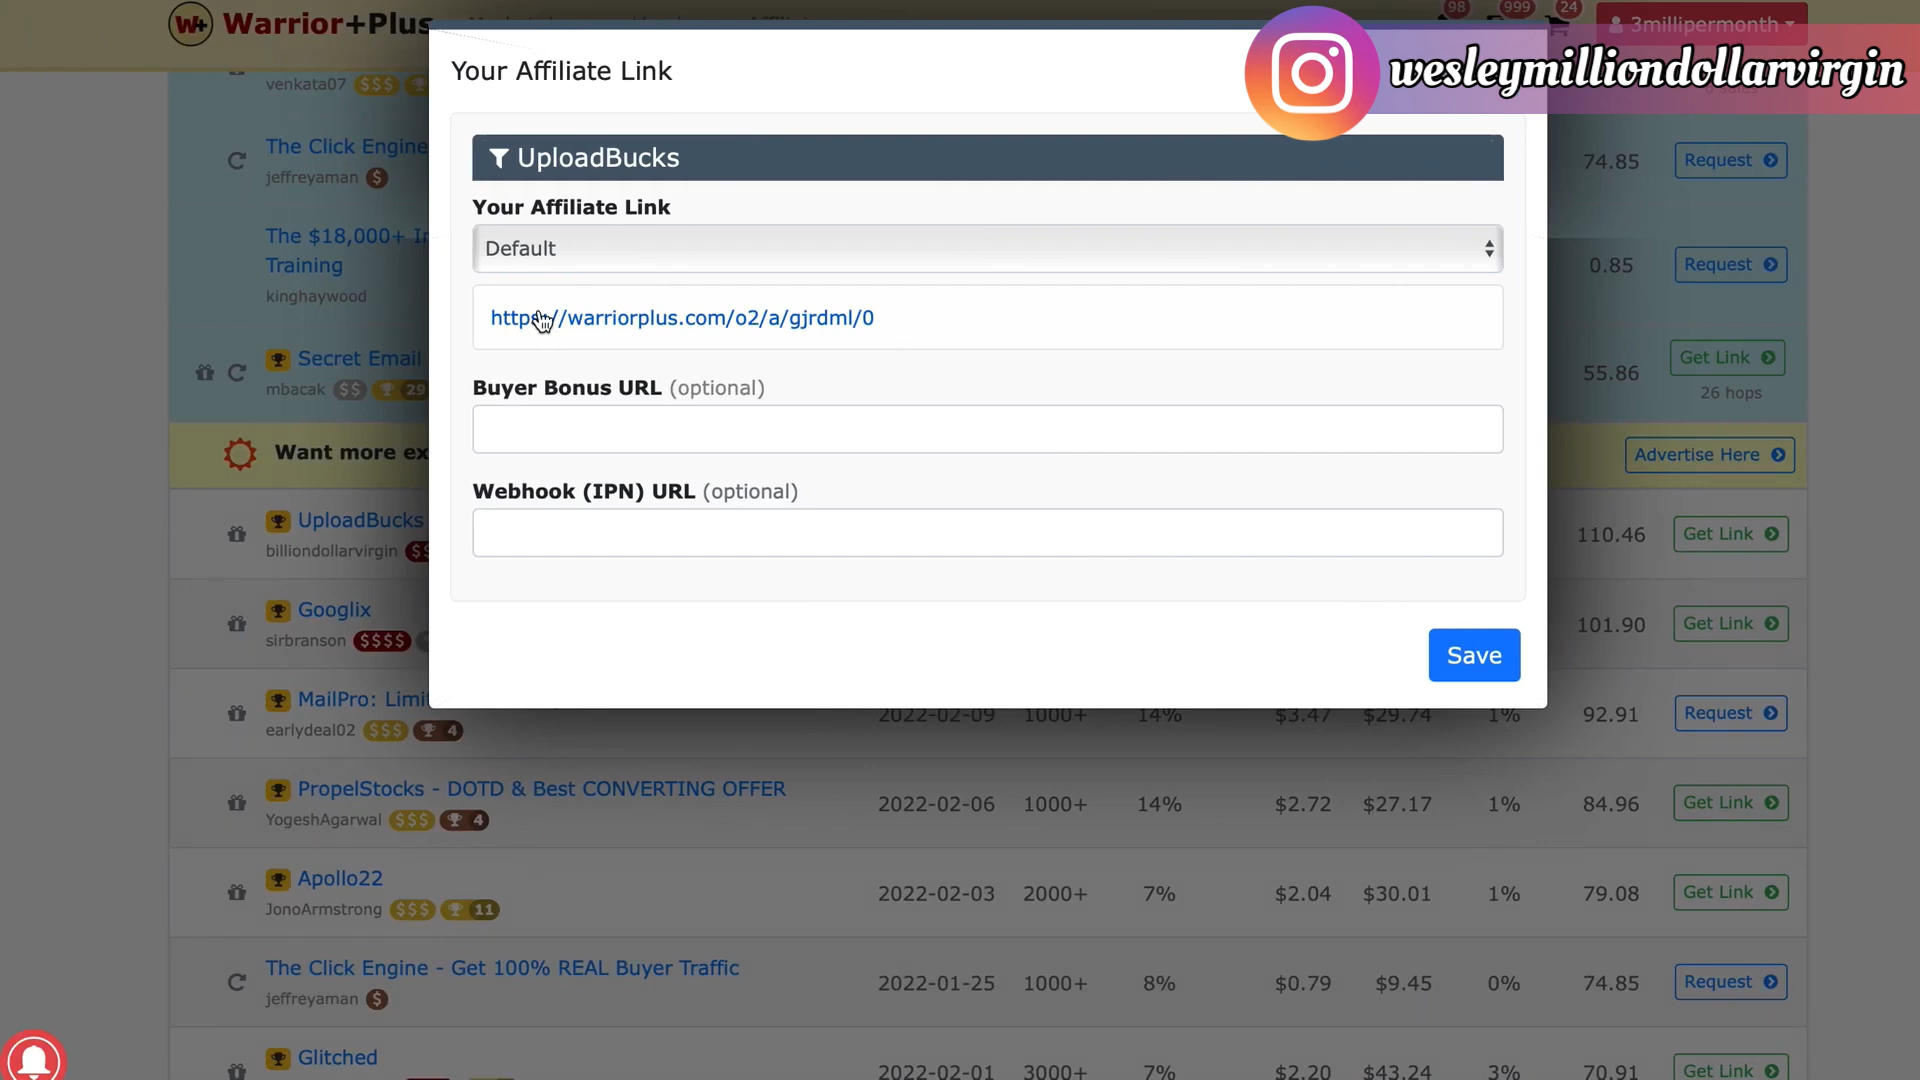 Warrior+Plus
98
999
24
3millipermonth
wesleymilliondollarvirgin
Your Affiliate Link
UploadBucks
Your Affiliate Link
Default
https://warriorplus.com/o2/a/gjrdml/0
Buyer Bonus URL (optional)
Webhook (IPN) URL (optional)
Save
venkata07 $$$
The Click Engine
jeffreyaman $
74.85
Request
The $18,000+
Training
kinghaywood
0.85
Request
Secret Email
mbacak $$ 29
55.86
Get Link
26 hops
Want more
Advertise Here
UploadBucks
billiondollarvirgin
110.46
Get Link
Googlix
sirbranson $$$$
101.90
Get Link
MailPro:
earlydeal02 $$$ 4
2022-02-09 1000+ 14% $3.47 $29.74 1% 92.91
Request
PropelStocks - DOTD & Best CONVERTING OFFER
YogeshAgarwal $$$ 4
2022-02-06 1000+ 14% $2.72 $27.17 1% 84.96
Get Link
Apollo22
JonoArmstrong $$$ 11
2022-02-03 2000+ 7% $2.04 $30.01 1% 79.08
Get Link
The Click Engine - Get 100% REAL Buyer Traffic
jeffreyaman $
2022-01-25 1000+ 8% $0.79 $9.45 0% 74.85
Request
Glitched
2022-02-01 3000+ 7% $2.20 $43.24 3% 70.91
Get Link